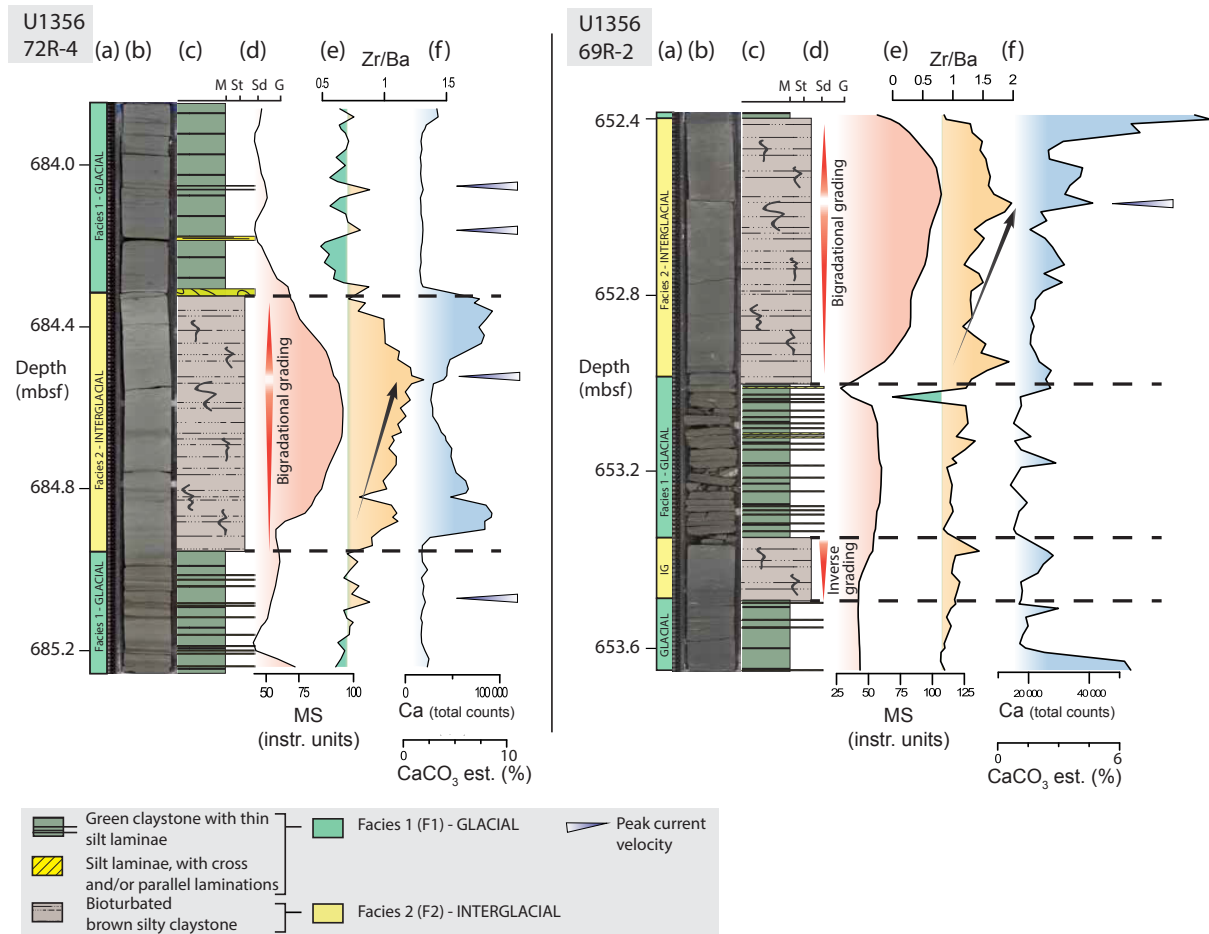 U1356
72R-4
(a) (b) (c) (d) (e) (f)
Zr/Ba
M St Sd G
0.5 1 1.5
684.0
684.4
Depth
(mbsf)
684.8
685.2
Facies 1 - GLACIAL
Facies 2 - INTERGLACIAL
Facies 1 - GLACIAL
Bigradational grading
50 75 100
MS
(instr. units)
0 100000
Ca (total counts)
0 10
CaCO3 est. (%)
U1356
69R-2
(a) (b) (c) (d) (e) (f)
Zr/Ba
M St Sd G
0 0.5 1 1.5 2
652.4
652.8
Depth
(mbsf)
653.2
653.6
Facies 2 - INTERGLACIAL
Facies 1 - GLACIAL
IG
GLACIAL
Bigradational grading
Inverse
grading
25 50 100 125
MS
(instr. units)
20 000 40 000
Ca (total counts)
0 6
CaCO3 est. (%)
Green claystone with thin
silt laminae
Silt laminae, with cross
and/or parallel laminations
Bioturbated
brown silty claystone
Facies 1 (F1) - GLACIAL
Facies 2 (F2) - INTERGLACIAL
Peak current
velocity